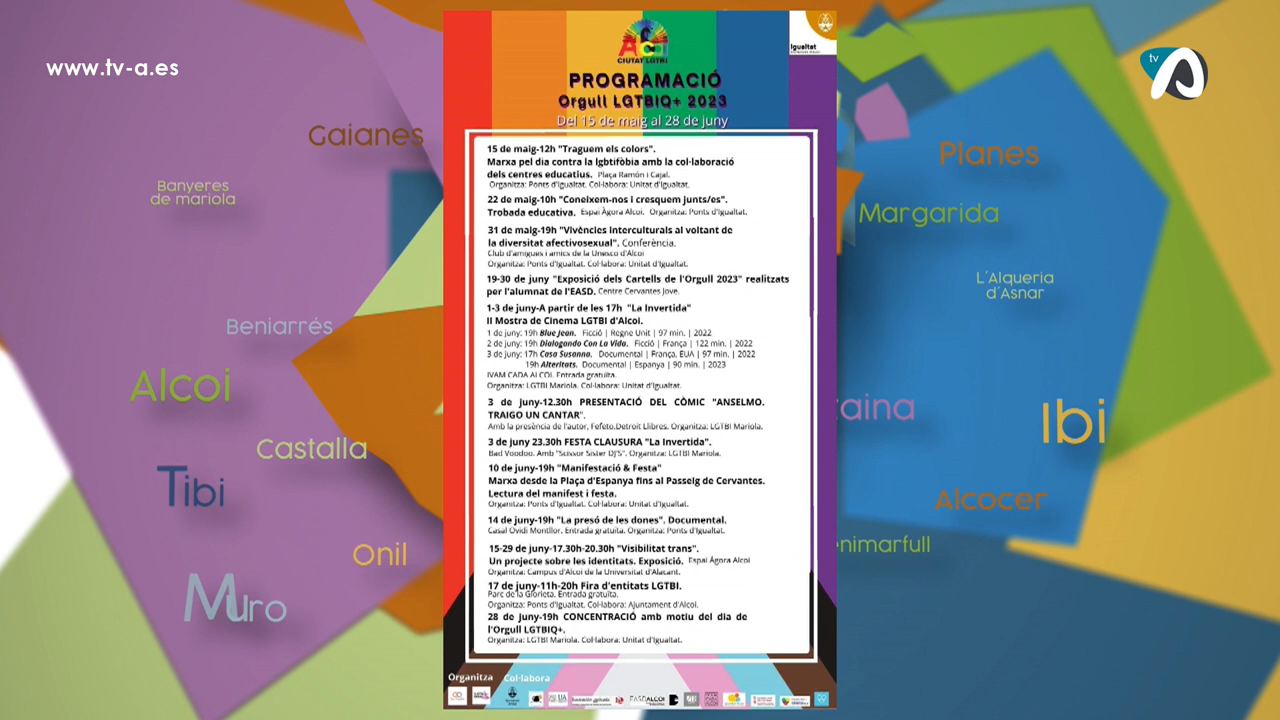 www.tv-a.es
tv
Gaianes
Banyeres
de mariola
Beniarrés
Alcoi
Castalla
Tibi
Onil
Muro
Planes
Margarida
L'Alqueria
d'Asnar
aina
Ibi
Alcocer
enimarfull
Alcoi
CIUTAT LGTBI
Igualtat
PROGRAMACIÓ
Orgull LGTBIQ+ 2023
Del 15 de maig al 28 de juny
15 de maig-12h "Traguem els colors".
Marxa pel dia contra la lgbtifòbia amb la col·laboració
dels centres educatius. Plaça Ramón i Cajal.
Organitza: Ponts d'Igualtat. Col·labora: Unitat d'Igualtat.
22 de maig-10h "Coneixem-nos i cresquem junts/es".
Trobada educativa. Espai Àgora Alcoi. Organitza: Ponts d'Igualtat.
31 de maig-19h "Vivències interculturals al voltant de
la diversitat afectivosexual". Conferència.
Club d'amigues i amics de la Unesco d'Alcoi
Organitza: Ponts d'Igualtat. Col·labora: Unitat d'Igualtat.
19-30 de juny "Exposició dels Cartells de l'Orgull 2023" realitzats
per l'alumnat de l'EASD. Centre Cervantes Jove.
1-3 de juny-A partir de les 17h "La Invertida"
II Mostra de Cinema LGTBI d'Alcoi.
1 de juny: 19h Blue Jean. Ficció | Regne Unit | 97 min. | 2022
2 de juny: 19h Dialogando Con La Vida. Ficció | França | 122 min. | 2022
3 de juny: 17h Casa Susanna. Documental | França, EUA | 97 min. | 2022
19h Alteritats. Documental | Espanya | 90 min. | 2023
IVAM CADA ALCOI. Entrada gratuïta.
Organitza: LGTBI Mariola. Col·labora: Unitat d'Igualtat.
3 de juny-12.30h PRESENTACIÓ DEL CÒMIC "ANSELMO.
TRAIGO UN CANTAR".
Amb la presència de l'autor, Fefeto.Detroit Llibres. Organitza: LGTBI Mariola.
3 de juny 23.30h FESTA CLAUSURA "La Invertida".
Bad Voodoo. Amb "Scissor Sister DJ'S". Organitza: LGTBI Mariola.
10 de juny-19h "Manifestació & Festa"
Marxa desde la Plaça d'Espanya fins al Passeig de Cervantes.
Lectura del manifest i festa.
Organitza: Ponts d'Igualtat. Col·labora: Unitat d'Igualtat.
14 de juny-19h "La presó de les dones". Documental.
Casal Ovidi Montllor. Entrada gratuïta. Organitza: Ponts d'Igualtat.
15-29 de juny-17.30h-20.30h "Visibilitat trans".
Un projecte sobre les identitats. Exposició. Espai Àgora Alcoi
Organitza: Campus d'Alcoi de la Universitat d'Alacant.
17 de juny-11h-20h Fira d'entitats LGTBI.
Parc de la Glorieta. Entrada gratuïta.
Organitza: Ponts d'Igualtat. Col·labora: Ajuntament d'Alcoi.
28 de juny-19h CONCENTRACIÓ amb motiu del dia de
l'Orgull LGTBIQ+.
Organitza: LGTBI Mariola. Col·labora: Unitat d'Igualtat.
Organitza Col·labora
UA
EASDALCOI